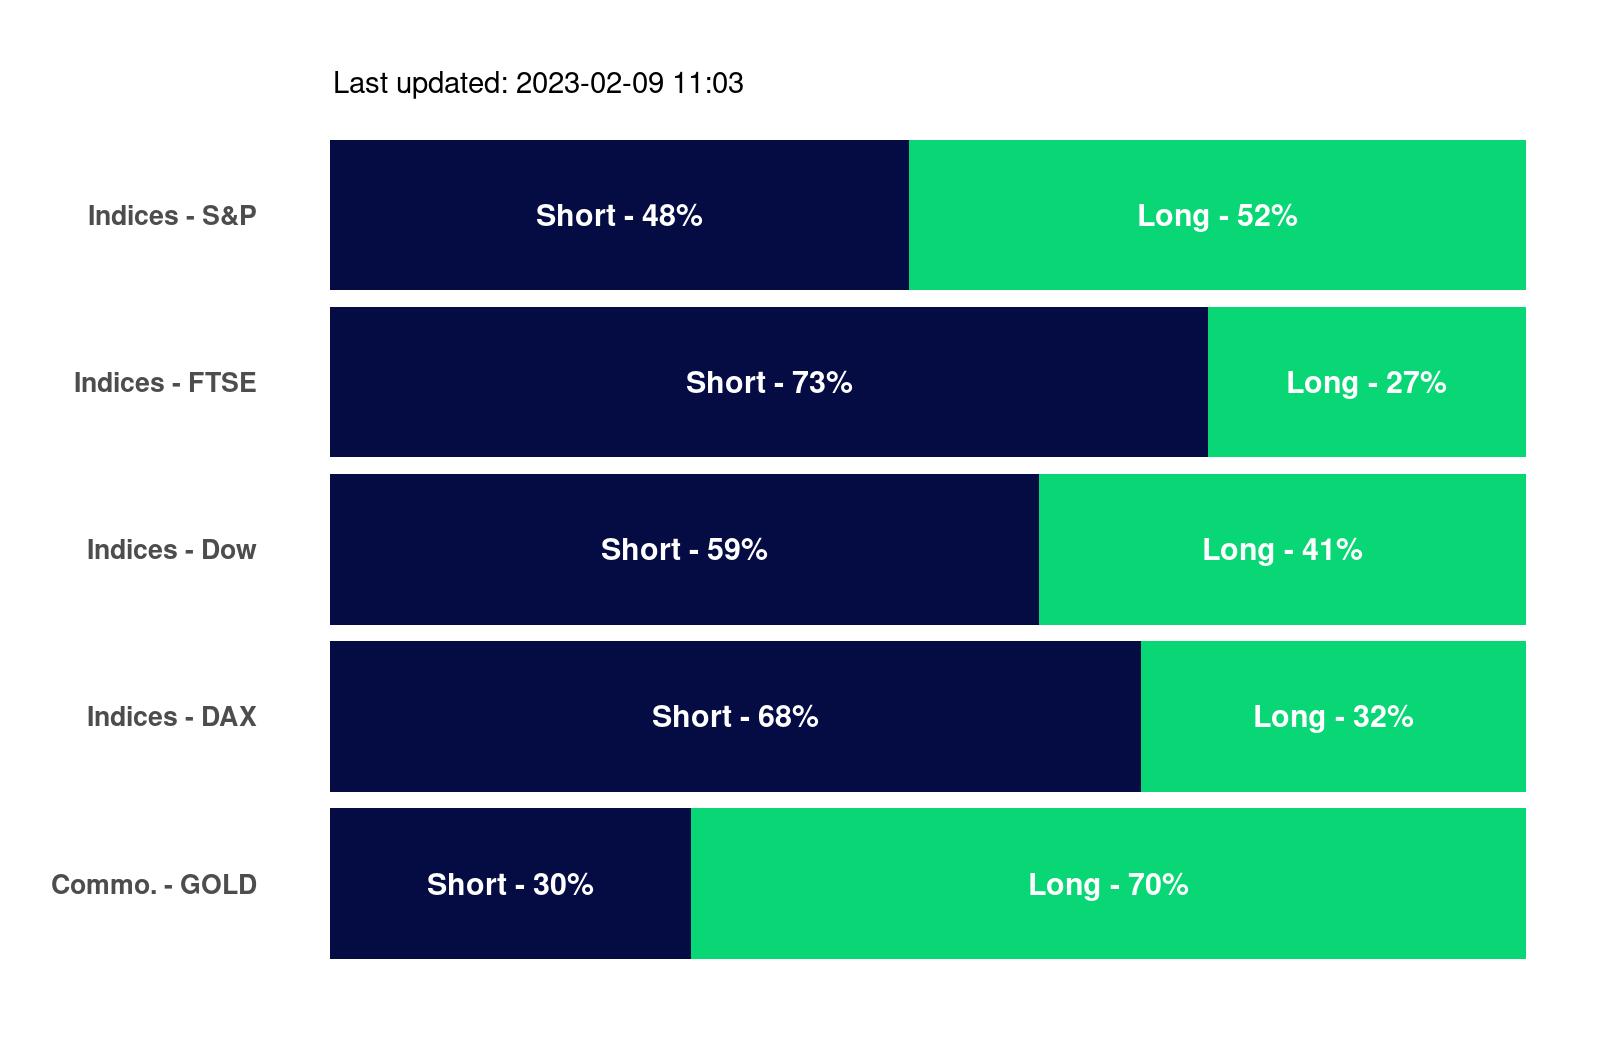 Last updated: 2023-02-09 11:03
Indices - S&P Short - 48% Long - 52%
Indices - FTSE Short - 73% Long - 27%
Indices - Dow Short - 59% Long - 41%
Indices - DAX Short - 68% Long - 32%
Commo. - GOLD Short - 30% Long - 70%